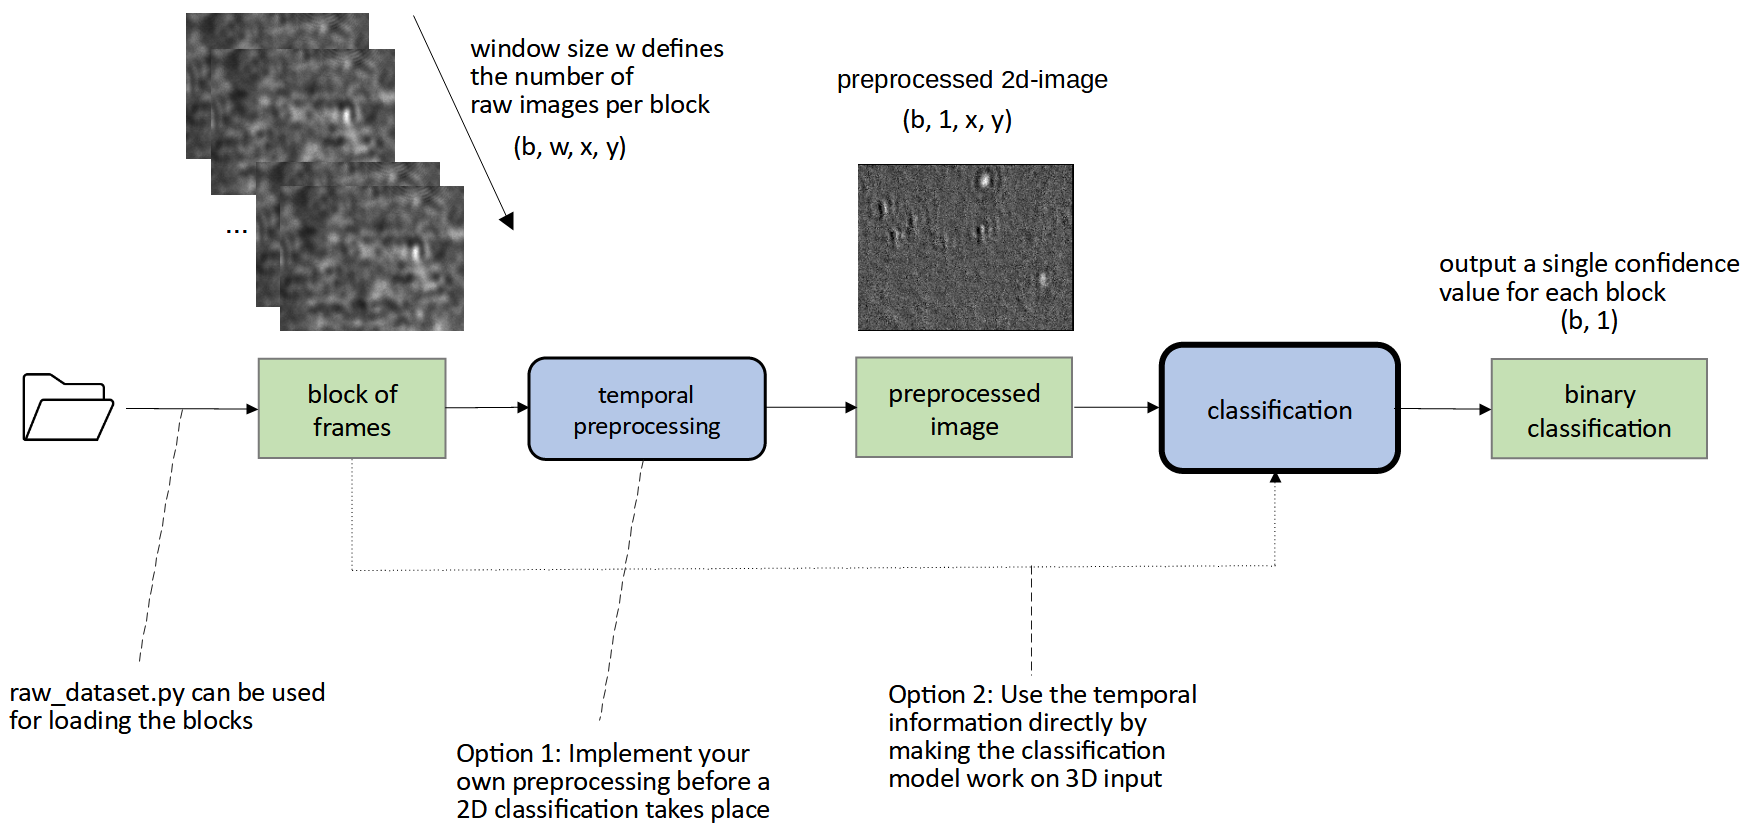 window size w defines
the number of
raw images per block
(b, w, x, y)
preprocessed 2d-image
(b, 1, x, y)
...
output a single confidence
value for each block
(b, 1)
block of
frames
temporal
preprocessing
preprocessed
image
classification
binary
classification
raw_dataset.py can be used
for loading the blocks
Option 1: Implement your
own preprocessing before a
2D classification takes place
Option 2: Use the temporal
information directly by
making the classification
model work on 3D input